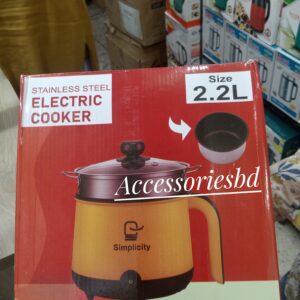 STAINLESS STEEL
ELECTRIC
COOKER
Size
2.2L
Accessoriesbd
Simplicity